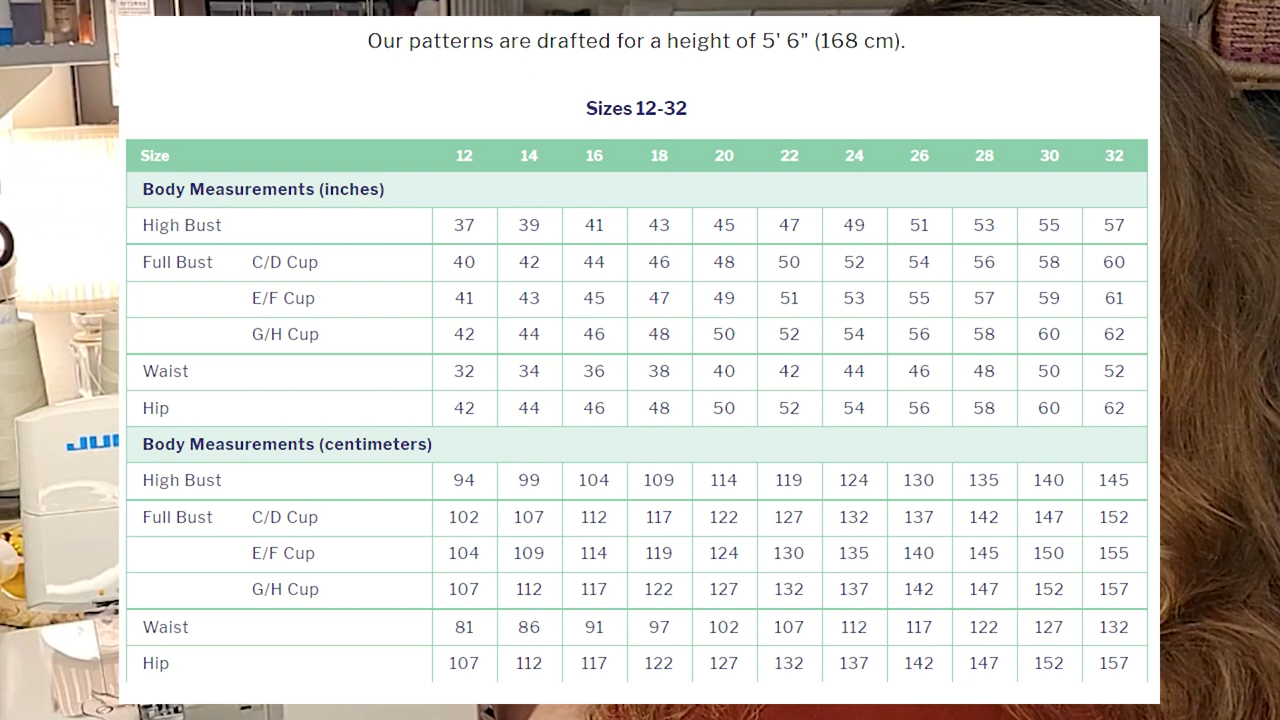 Our patterns are drafted for a height of 5' 6" (168 cm).
Sizes 12-32
Size 12 14 16 18 20 22 24 26 28 30 32
Body Measurements (inches)
High Bust 37 39 41 43 45 47 49 51 53 55 57
Full Bust C/D Cup 40 42 44 46 48 50 52 54 56 58 60
E/F Cup 41 43 45 47 49 51 53 55 57 59 61
G/H Cup 42 44 46 48 50 52 54 56 58 60 62
Waist 32 34 36 38 40 42 44 46 48 50 52
Hip 42 44 46 48 50 52 54 56 58 60 62
Body Measurements (centimeters)
High Bust 94 99 104 109 114 119 124 130 135 140 145
Full Bust C/D Cup 102 107 112 117 122 127 132 137 142 147 152
E/F Cup 104 109 114 119 124 130 135 140 145 150 155
G/H Cup 107 112 117 122 127 132 137 142 147 152 157
Waist 81 86 91 97 102 107 112 117 122 127 132
Hip 107 112 117 122 127 132 137 142 147 152 157